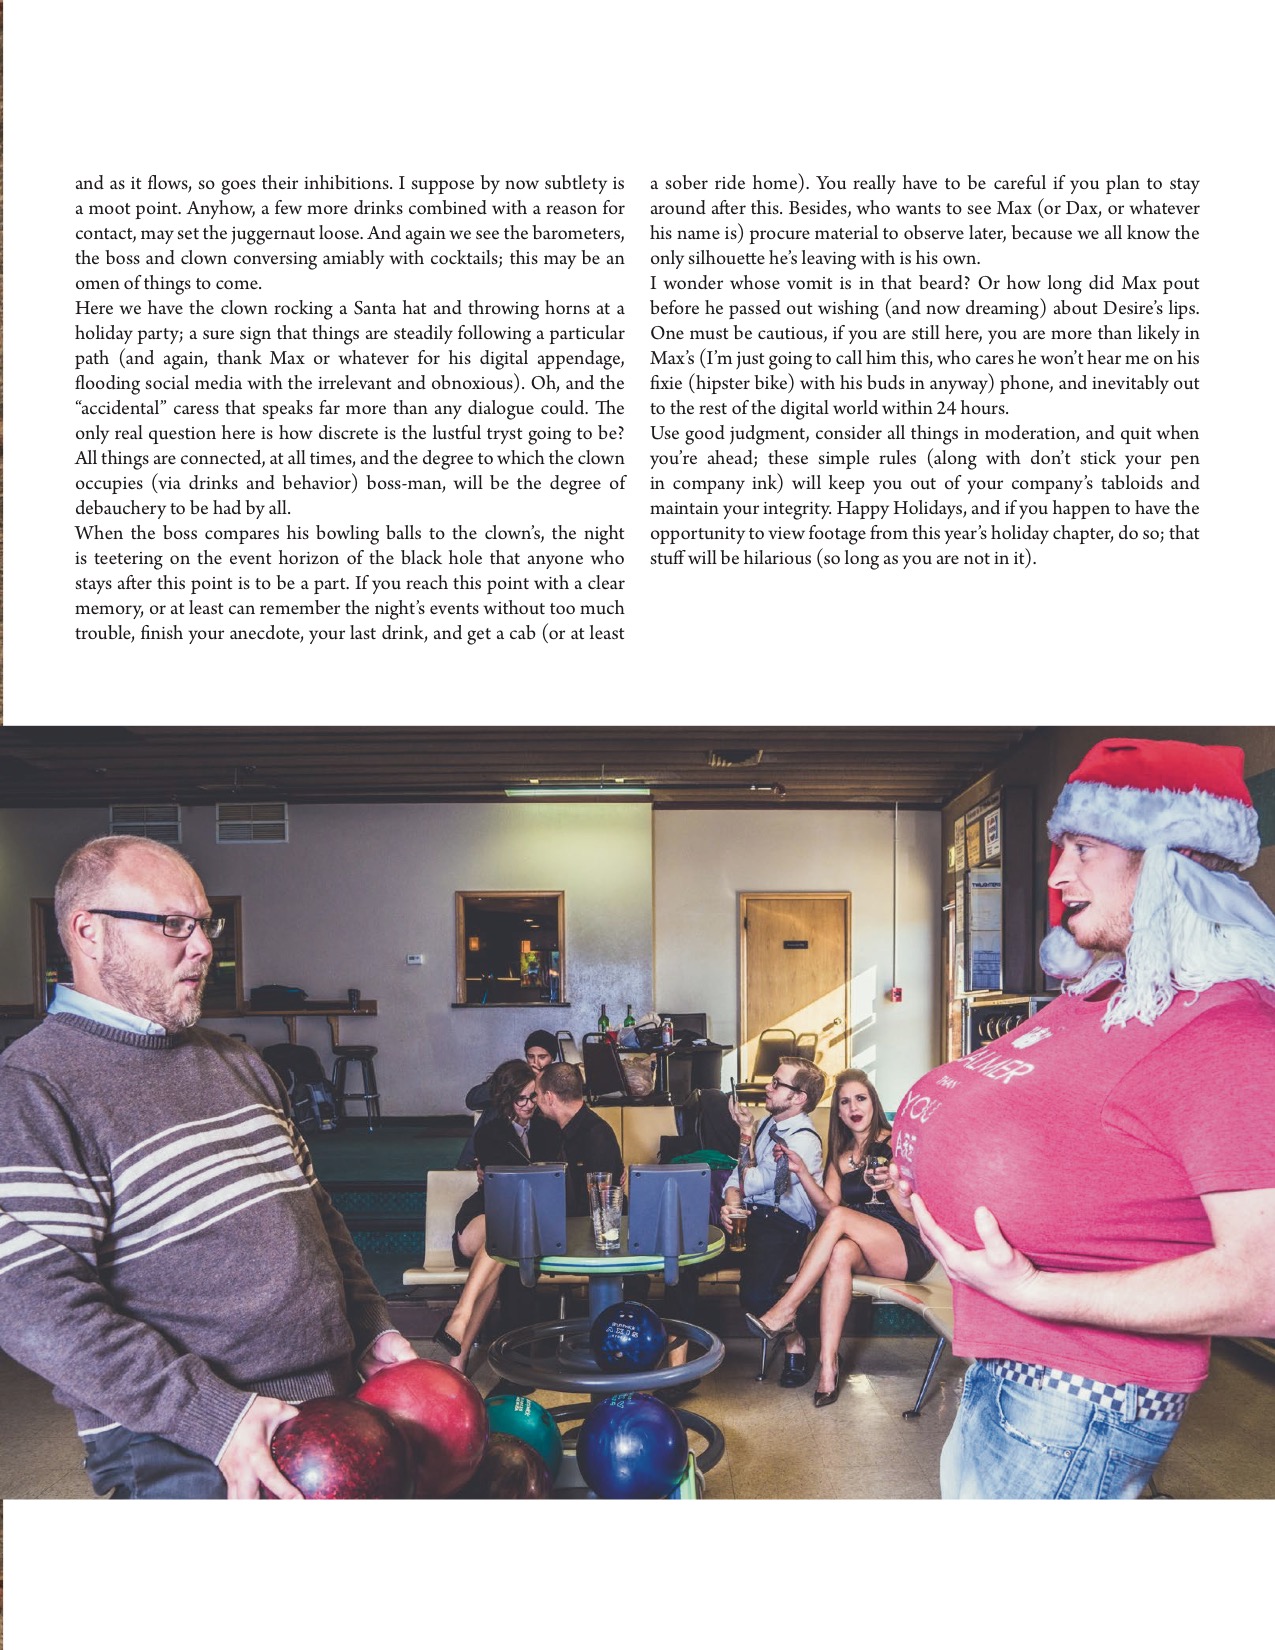 and as it flows, so goes their inhibitions. I suppose by now subtlety is
a moot point. Anyhow, a few more drinks combined with a reason for
contact, may set the juggernaut loose. And again we see the barometers,
the boss and clown conversing amiably with cocktails; this may be an
omen of things to come.
Here we have the clown rocking a Santa hat and throwing horns at a
holiday party; a sure sign that things are steadily following a particular
path (and again, thank Max or whatever for his digital appendage,
flooding social media with the irrelevant and obnoxious). Oh, and the
“accidental” caress that speaks far more than any dialogue could. The
only real question here is how discrete is the lustful tryst going to be?
All things are connected, at all times, and the degree to which the clown
occupies (via drinks and behavior) boss-man, will be the degree of
debauchery to be had by all.
When the boss compares his bowling balls to the clown’s, the night
is teetering on the event horizon of the black hole that anyone who
stays after this point is to be a part. If you reach this point with a clear
memory, or at least can remember the night’s events without too much
trouble, finish your anecdote, your last drink, and get a cab (or at least
a sober ride home). You really have to be careful if you plan to stay
around after this. Besides, who wants to see Max (or Dax, or whatever
his name is) procure material to observe later, because we all know the
only silhouette he’s leaving with is his own.
I wonder whose vomit is in that beard? Or how long did Max pout
before he passed out wishing (and now dreaming) about Desire’s lips.
One must be cautious, if you are still here, you are more than likely in
Max’s (I’m just going to call him this, who cares he won’t hear me on his
fixie (hipster bike) with his buds in anyway) phone, and inevitably out
to the rest of the digital world within 24 hours.
Use good judgment, consider all things in moderation, and quit when
you’re ahead; these simple rules (along with don’t stick your pen
in company ink) will keep you out of your company’s tabloids and
maintain your integrity. Happy Holidays, and if you happen to have the
opportunity to view footage from this year’s holiday chapter, do so; that
stuff will be hilarious (so long as you are not in it).
ALMER
THAN
YOU
ARE